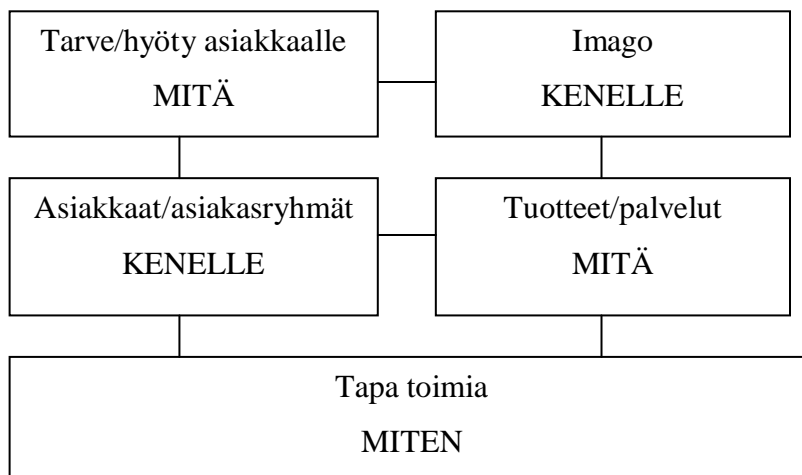 Tarve/hyöty asiakkaalle
MITÄ
Imago
KENELLE
Asiakkaat/asiakasryhmät
KENELLE
Tuotteet/palvelut
MITÄ
Tapa toimia
MITEN